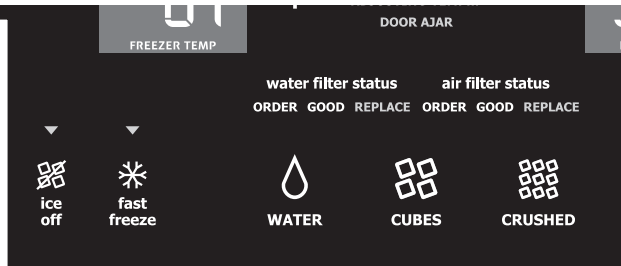 DOOR AJAR
FREEZER TEMP
water filter status air filter status
ORDER GOOD REPLACE ORDER GOOD REPLACE
ice off
fast freeze
WATER
CUBES
CRUSHED